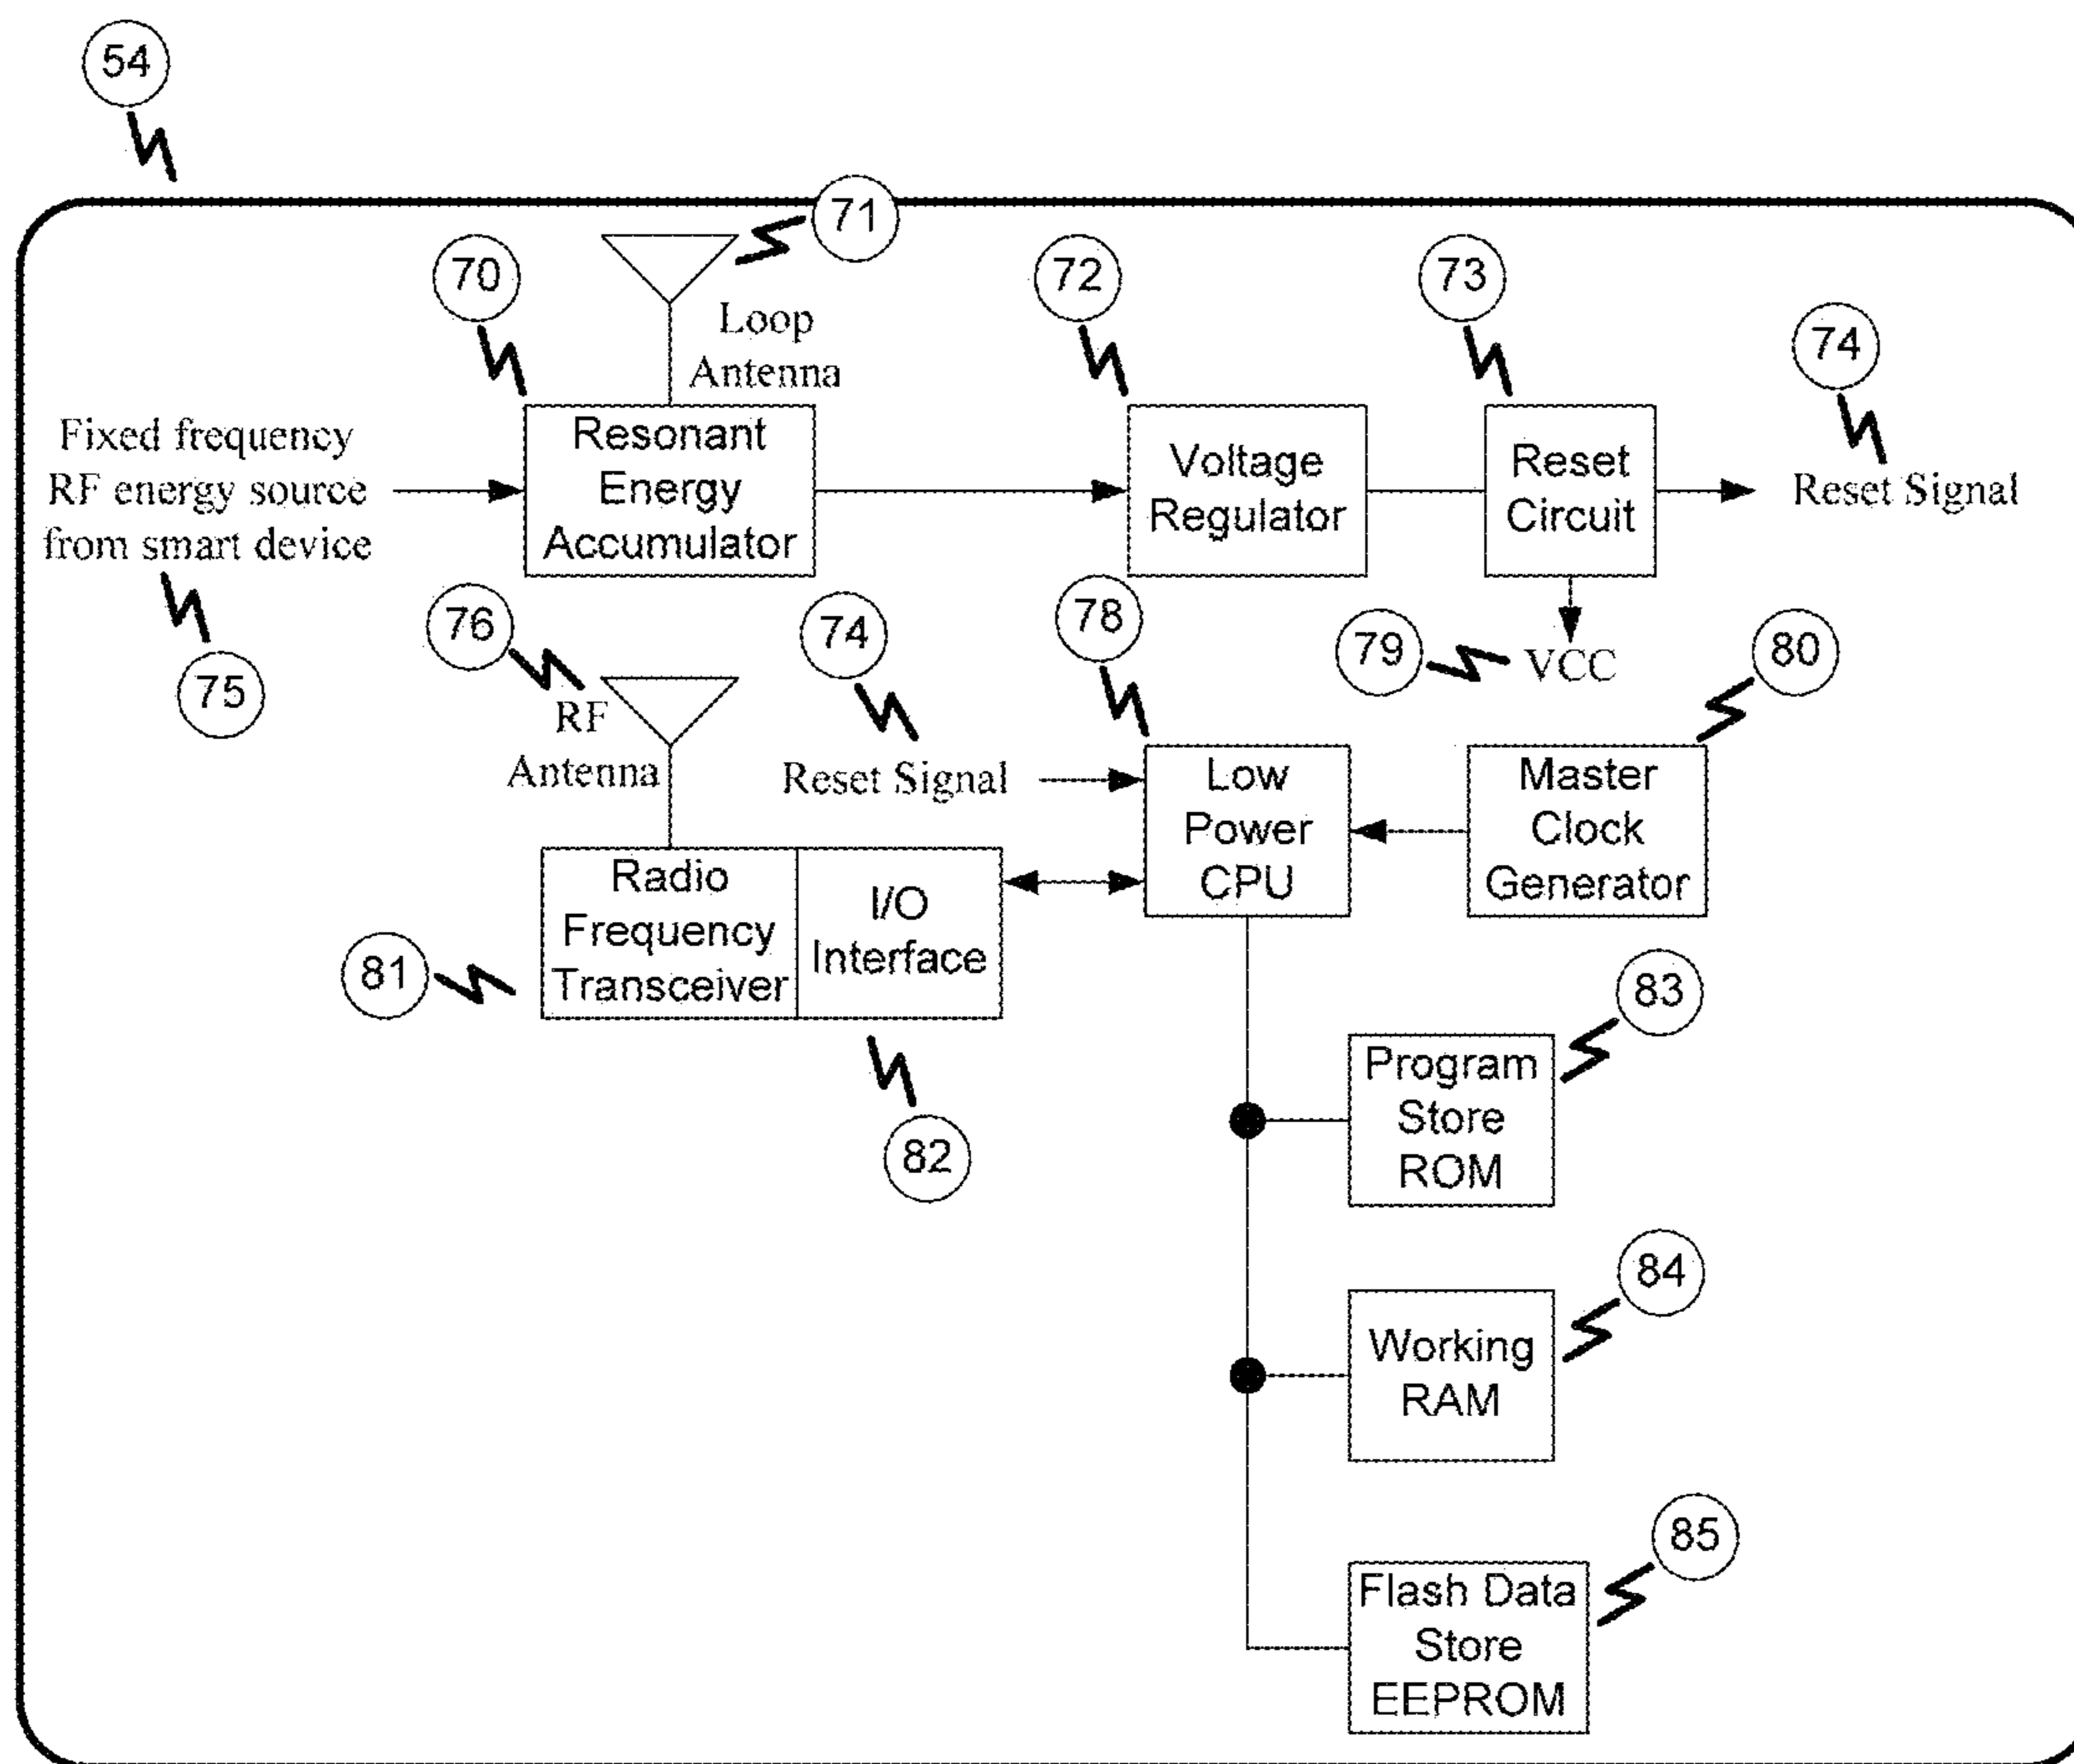 54
71
70
72
73
74
Loop
Antenna
Fixed frequency
RF energy source
from smart device
Resonant
Energy
Accumulator
Voltage
Regulator
Reset
Circuit
Reset Signal
75
76
74
78
79
VCC
80
RF
Antenna
Reset Signal
Low
Power
CPU
Master
Clock
Generator
Radio
Frequency
Transceiver
I/O
Interface
81
82
83
Program
Store
ROM
84
Working
RAM
85
Flash Data
Store
EEPROM